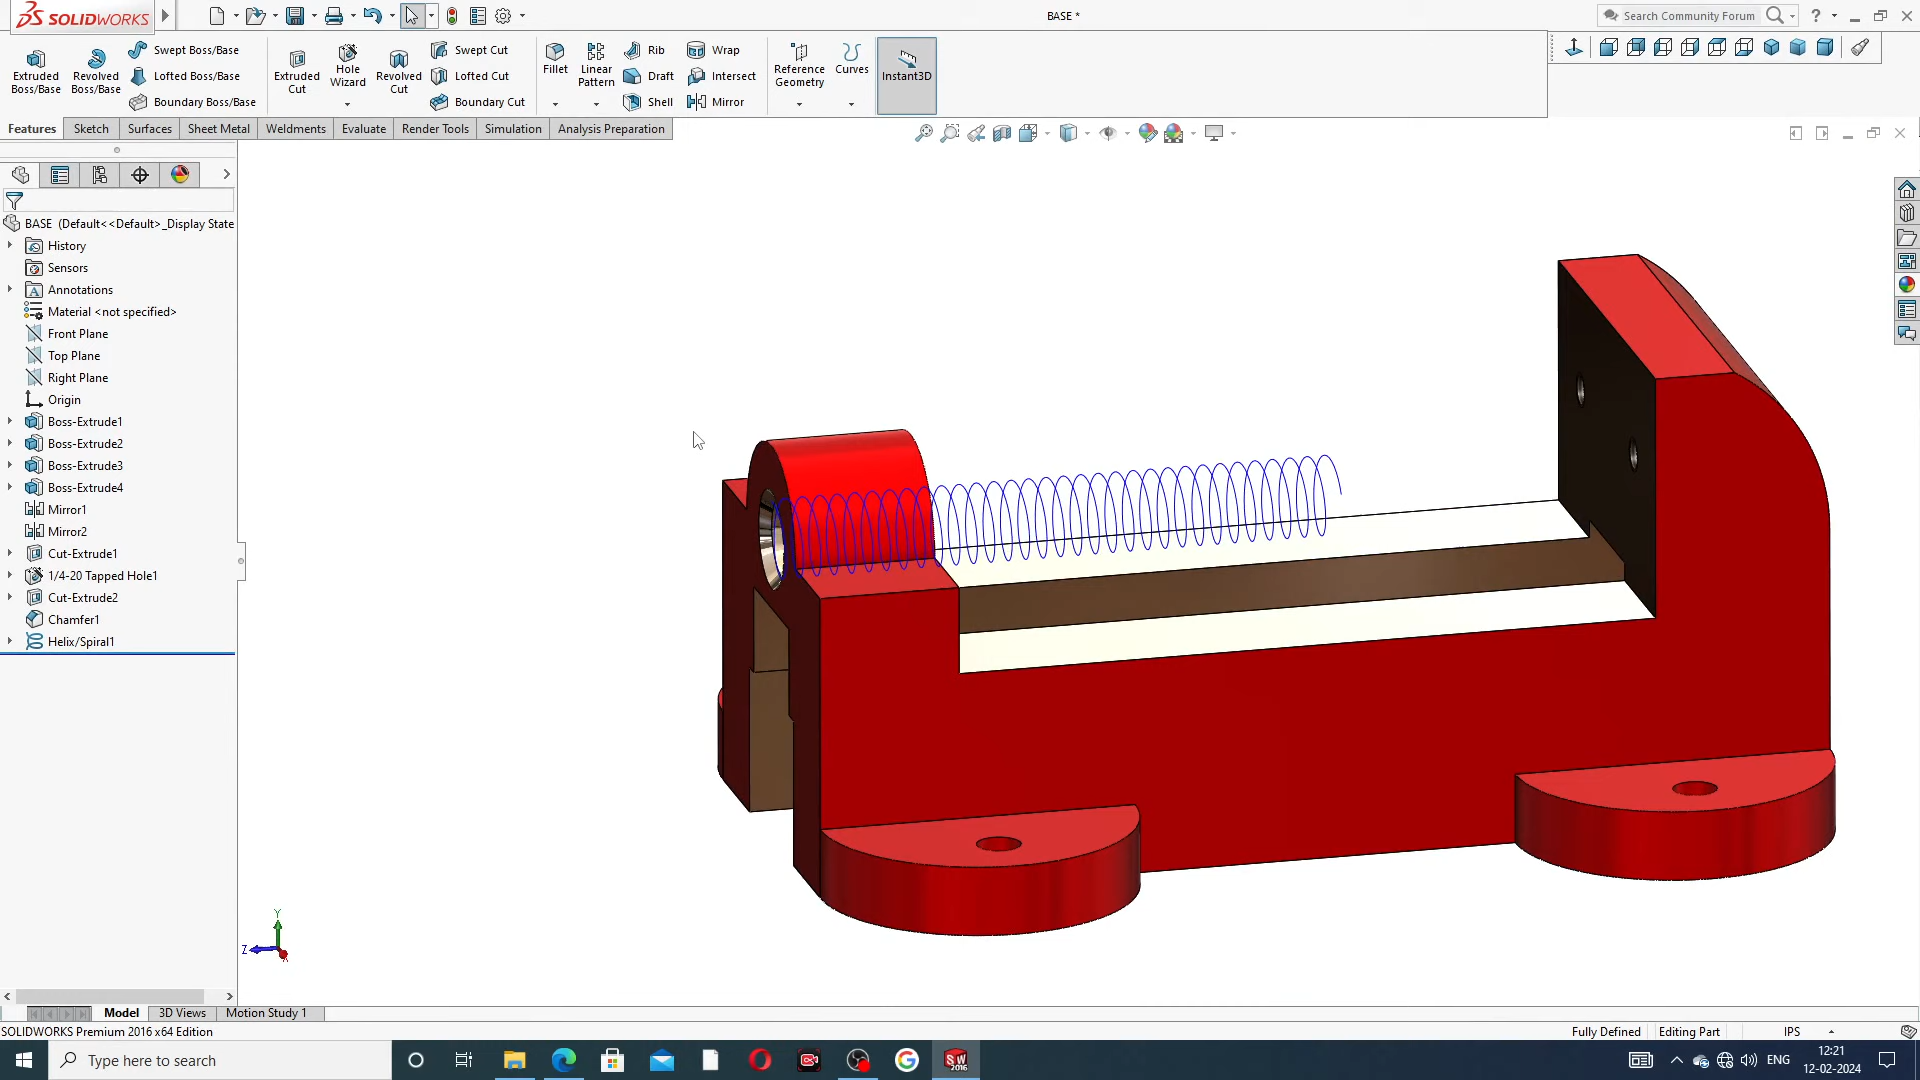 SOLIDWORKS
BASE *
Search Community Forum
?
Extruded Boss/Base
Revolved Boss/Base
Swept Boss/Base
Lofted Boss/Base
Boundary Boss/Base
Extruded Cut
Hole Wizard
Revolved Cut
Swept Cut
Lofted Cut
Boundary Cut
Fillet
Linear Pattern
Rib
Draft
Shell
Wrap
Intersect
Mirror
Reference Geometry
Curves
Instant3D
Features
Sketch
Surfaces
Sheet Metal
Weldments
Evaluate
Render Tools
Simulation
Analysis Preparation
BASE (Default<<Default>_Display State
History
Sensors
Annotations
Material <not specified>
Front Plane
Top Plane
Right Plane
Origin
Boss-Extrude1
Boss-Extrude2
Boss-Extrude3
Boss-Extrude4
Mirror1
Mirror2
Cut-Extrude1
1/4-20 Tapped Hole1
Cut-Extrude2
Chamfer1
Helix/Spiral1
Y
Z
Model
3D Views
Motion Study 1
SOLIDWORKS Premium 2016 x64 Edition
Fully Defined
Editing Part
IPS
Type here to search
SW
2016
ENG
12:21
12-02-2024